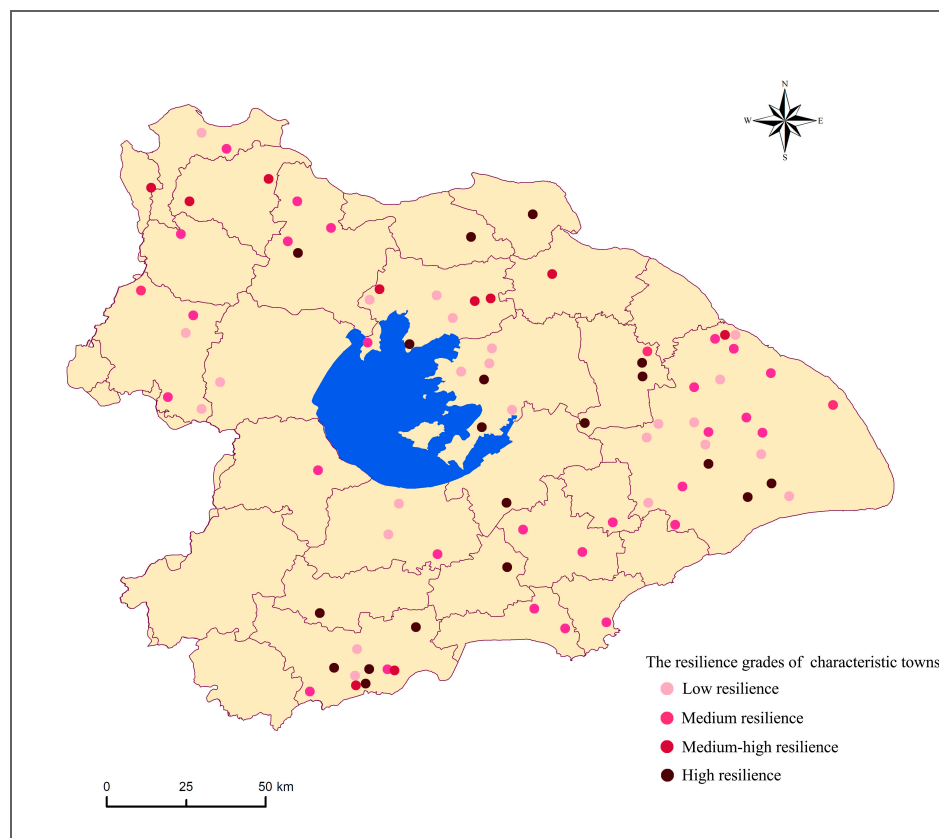 N
W E
S
The resilience grades of characteristic towns
Low resilience
Medium resilience
Medium-high resilience
High resilience
0 25 50 km